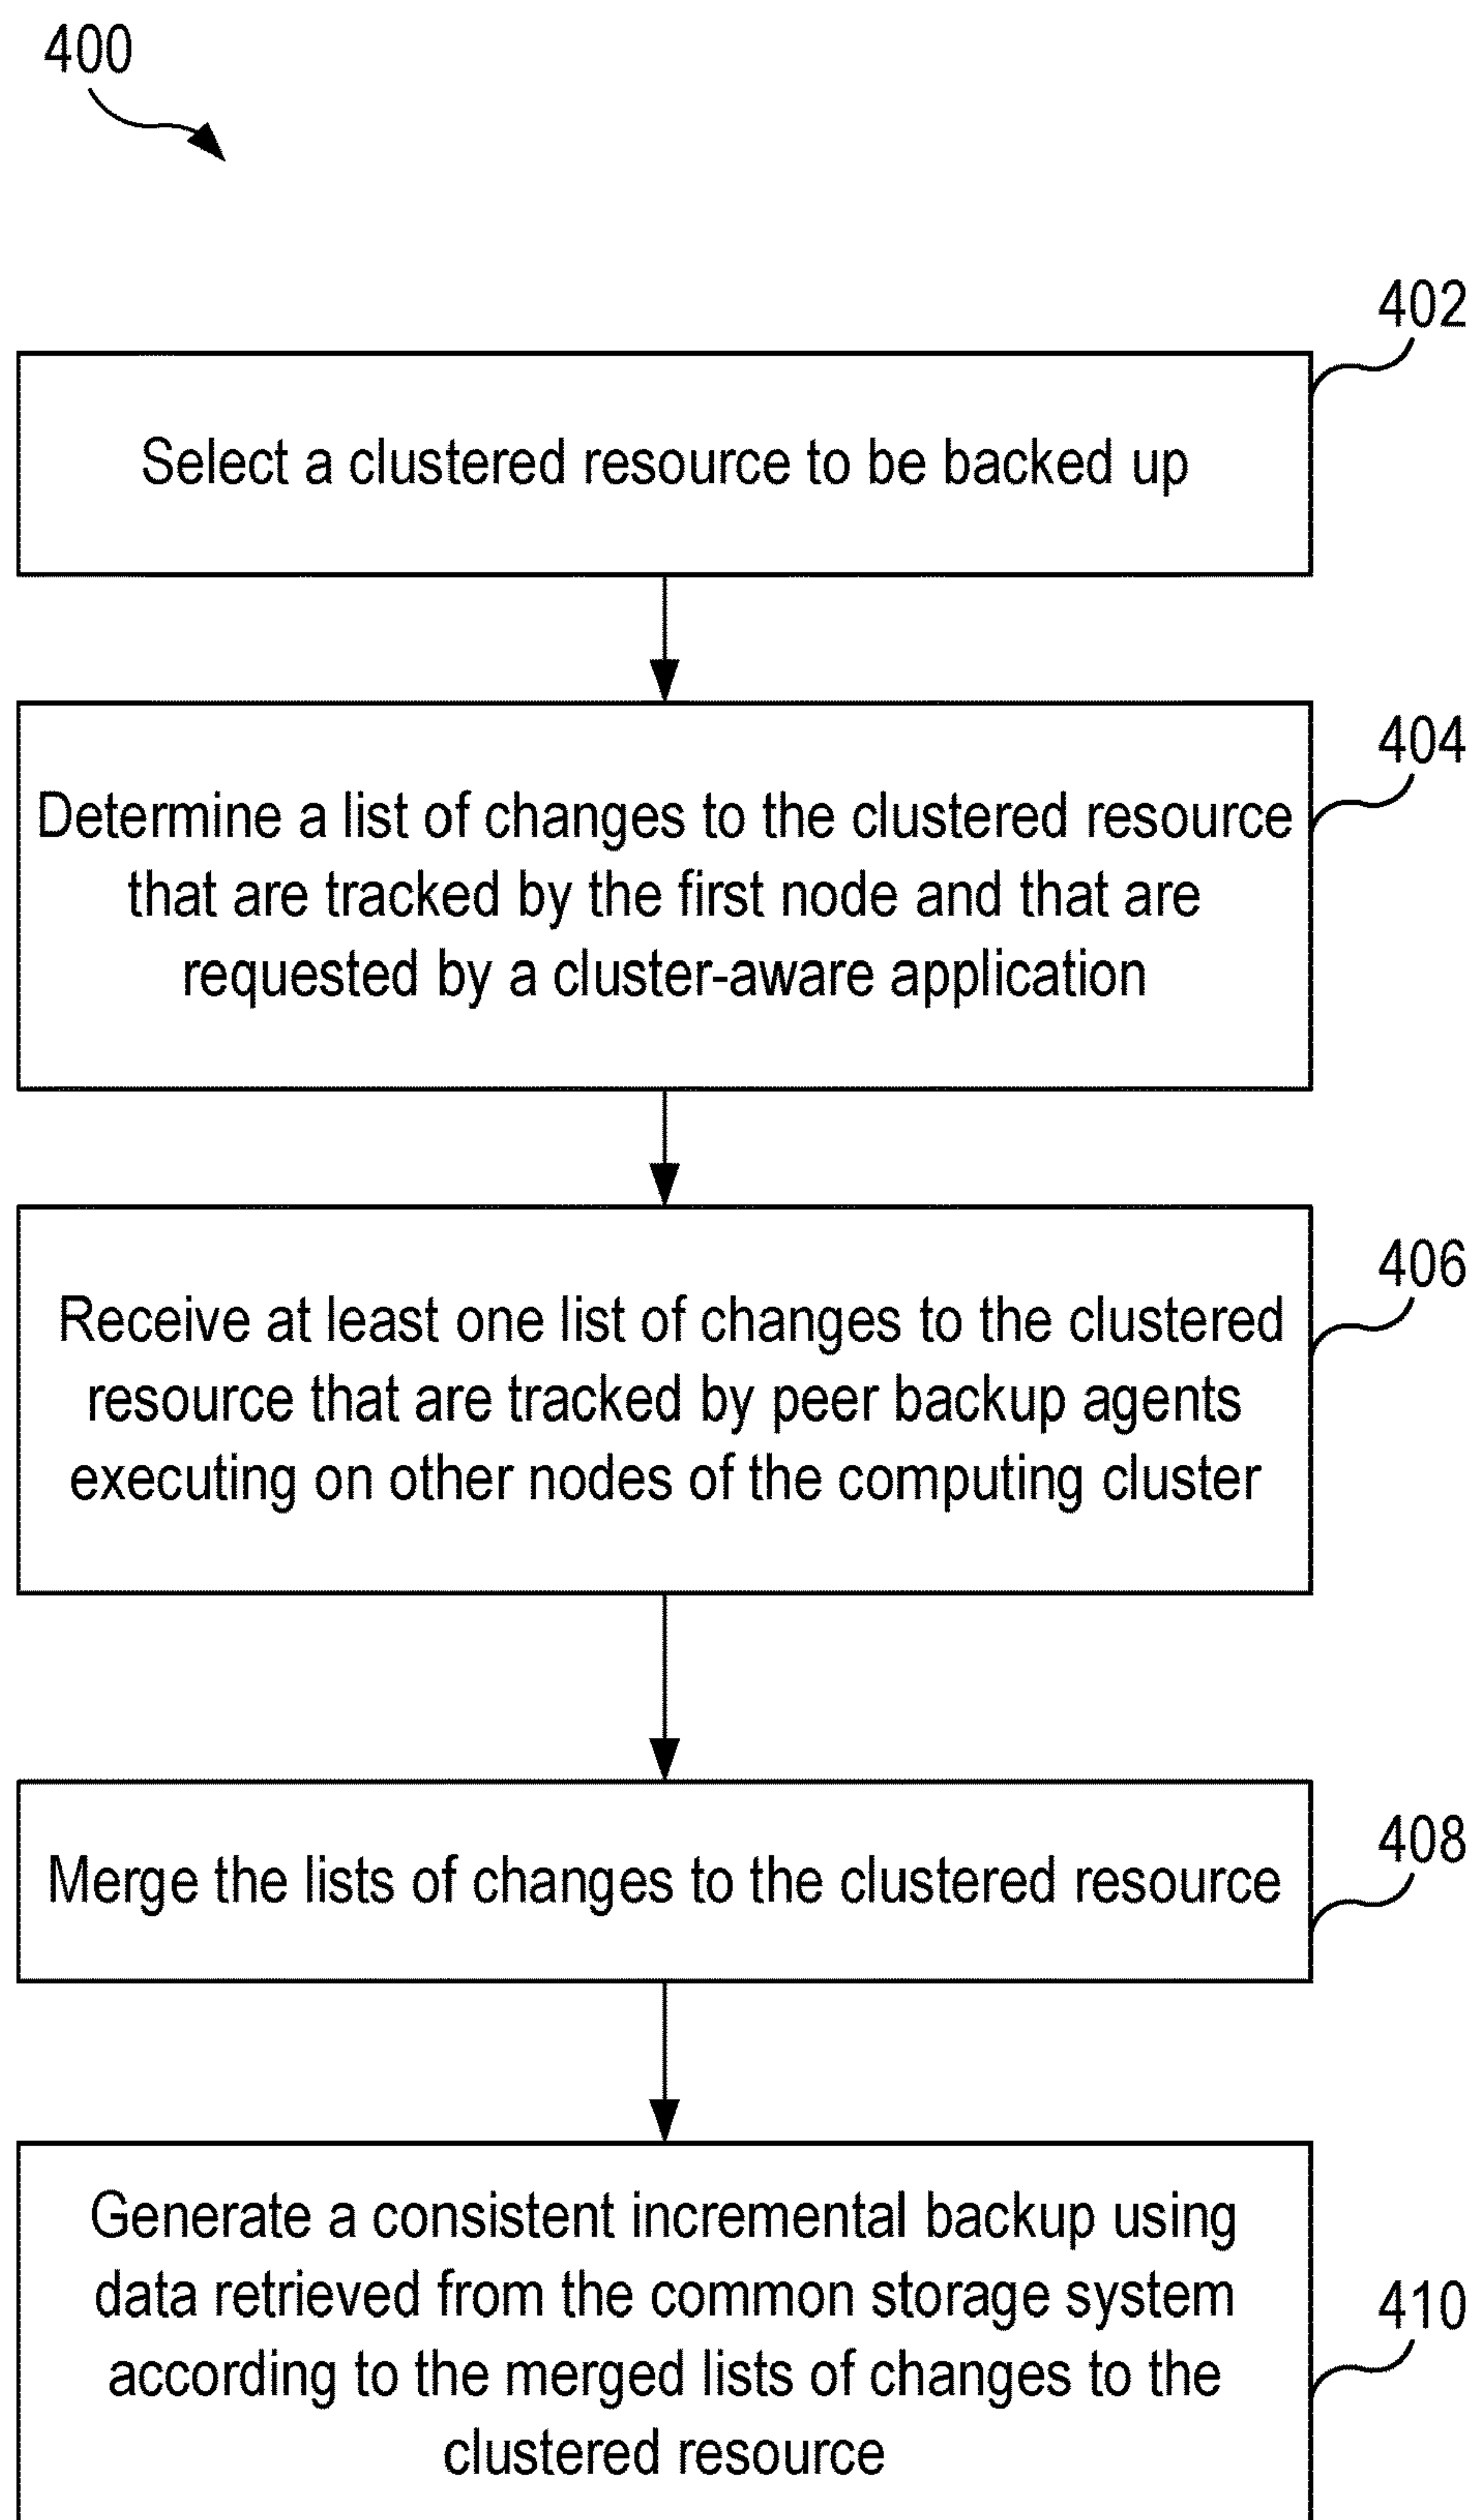 400
402
Select a clustered resource to be backed up
404
Determine a list of changes to the clustered resource
that are tracked by the first node and that are
requested by a cluster-aware application
406
Receive at least one list of changes to the clustered
resource that are tracked by peer backup agents
executing on other nodes of the computing cluster
408
Merge the lists of changes to the clustered resource
Generate a consistent incremental backup using
data retrieved from the common storage system
410
according to the merged lists of changes to the
clustered resource